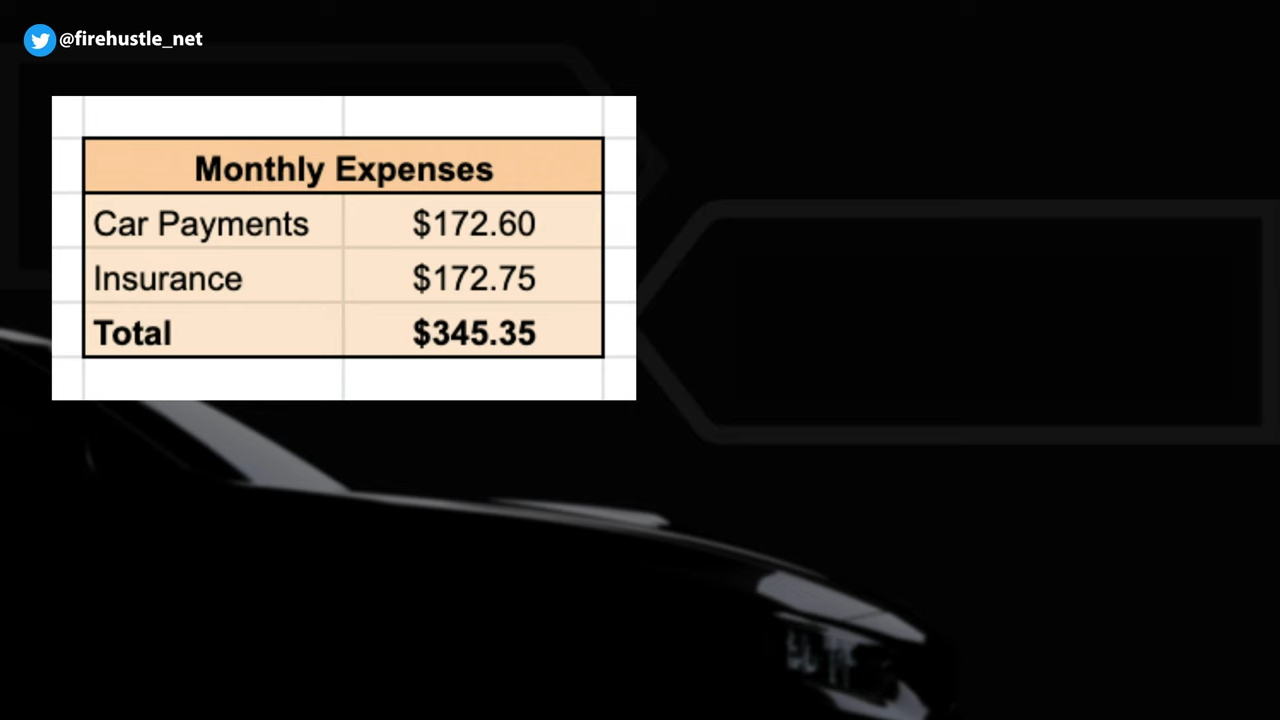 @firehustle_net
Monthly Expenses
Car Payments $172.60
Insurance $172.75
Total $345.35